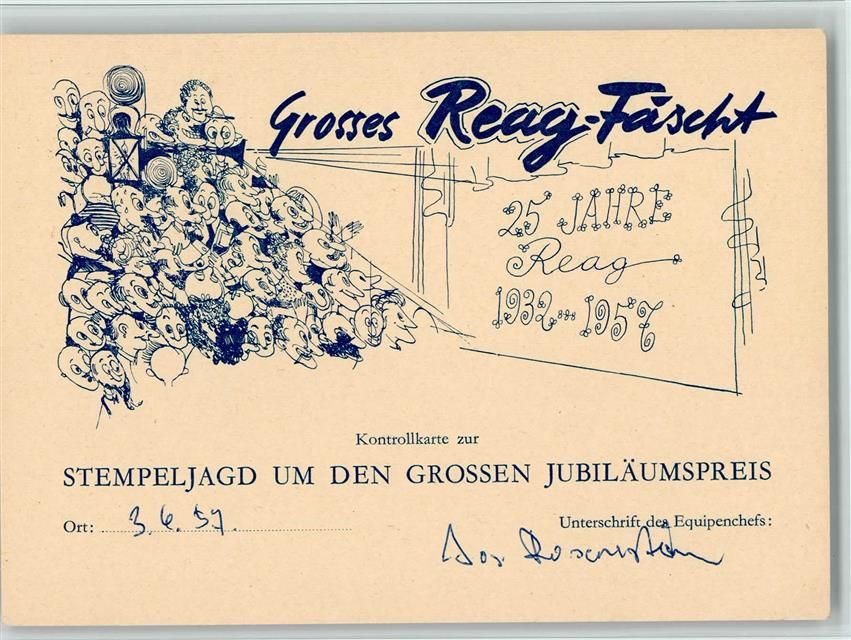 Grosses Reag-Fäscht
25 JAHRE
Reag
1932...1957
Kontrollkarte zur
STEMPELJAGD UM DEN GROSSEN JUBILÄUMSPREIS
Ort: 3.6.57.
Unterschrift des Equipenchefs: